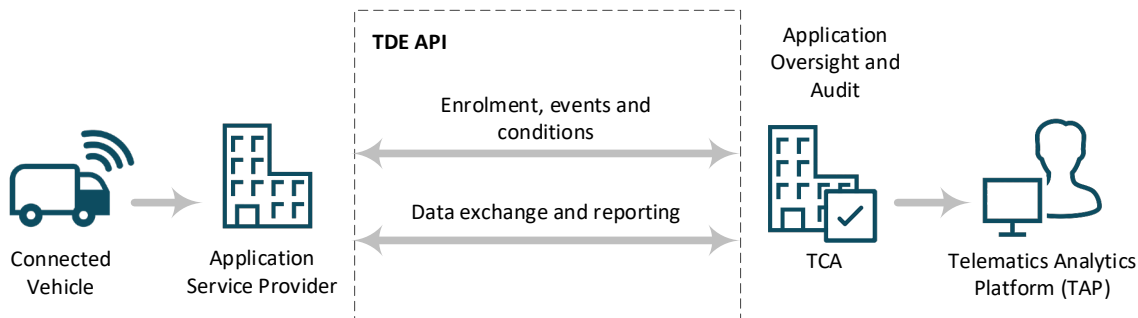 TDE API
Application
Oversight and
Audit
Enrolment, events and
conditions
Data exchange and reporting
Connected
Vehicle
Application
Service Provider
TCA
Telematics Analytics
Platform (TAP)